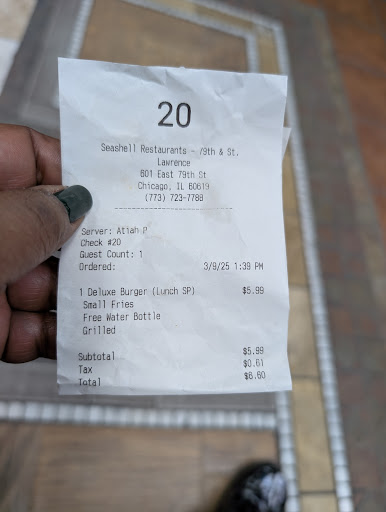 20
Seashell Restaurants - 79th & St.
Lawrence
601 East 79th St
Chicago, IL 60619
(773) 723-7788
Server: Atiah P
Check #20
Guest Count: 1
Ordered: 3/9/25 1:39 PM
1 Deluxe Burger (Lunch SP) $5.99
Small Fries
Free Water Bottle
Grilled
Subtotal $5.99
Tax $0.61
Total $6.60